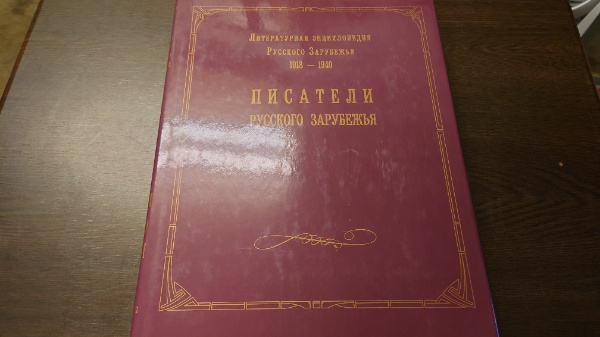 Литературная энциклопедия
Русского Зарубежья
1918 — 1940
ПИСАТЕЛИ
РУССКОГО ЗАРУБЕЖЬЯ